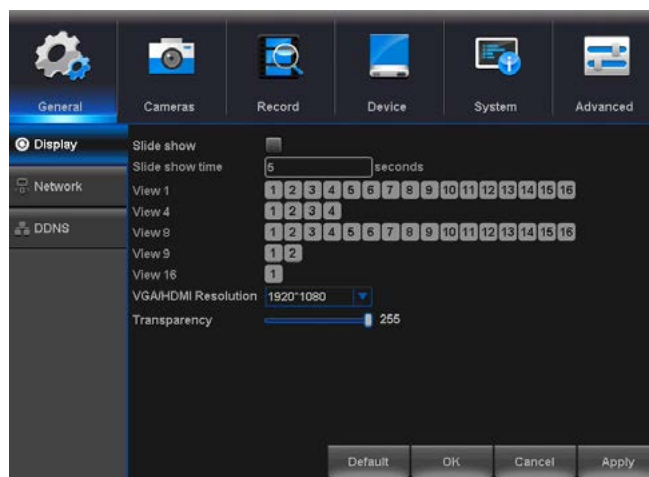 General Cameras Record Device System Advanced
Display
Network
DDNS
Slide show
Slide show time 5 seconds
View 1 1 2 3 4 5 6 7 8 9 10 11 12 13 14 15 16
View 4 1 2 3 4
View 8 1 2 3 4 5 6 7 8 9 10 11 12 13 14 15 16
View 9 1 2
View 16 1
VGA/HDMI Resolution 1920*1080
Transparency 255
Default OK Cancel Apply